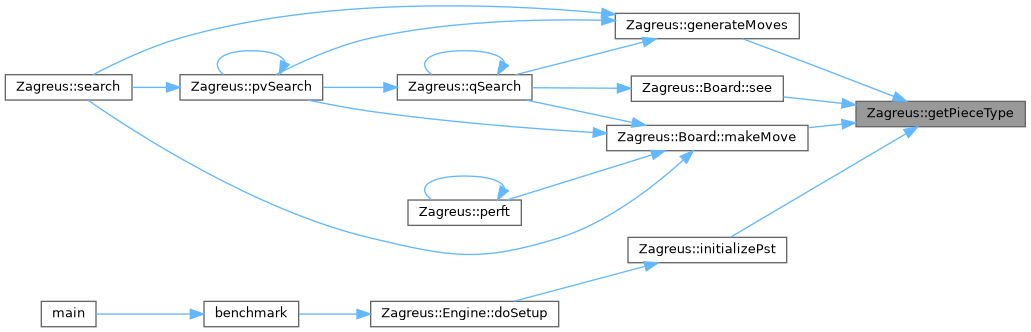 Zagreus::generateMoves
Zagreus::search
Zagreus::pvSearch
Zagreus::qSearch
Zagreus::Board::see
Zagreus::getPieceType
Zagreus::Board::makeMove
Zagreus::perft
Zagreus::initializePst
main
benchmark
Zagreus::Engine::doSetup